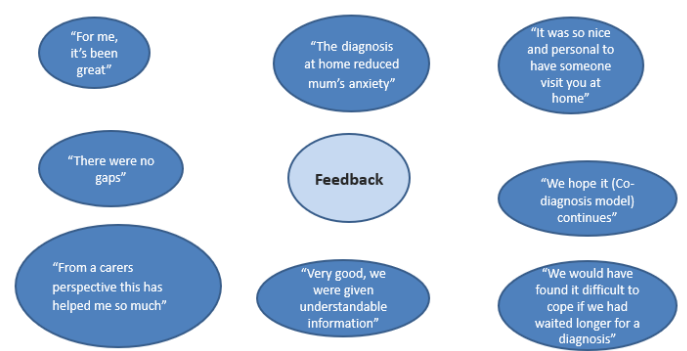 “For me,
it’s been
great”
“The diagnosis
at home reduced
mum’s anxiety”
“It was so nice
and personal to
have someone
visit you at
home”
“There were no
gaps”
Feedback
“We hope it (Co-
diagnosis model)
continues”
“From a carers
perspective this has
helped me so much”
“Very good, we
were given
understandable
information”
“We would have
found it difficult to
cope if we had
waited longer for a
diagnosis”